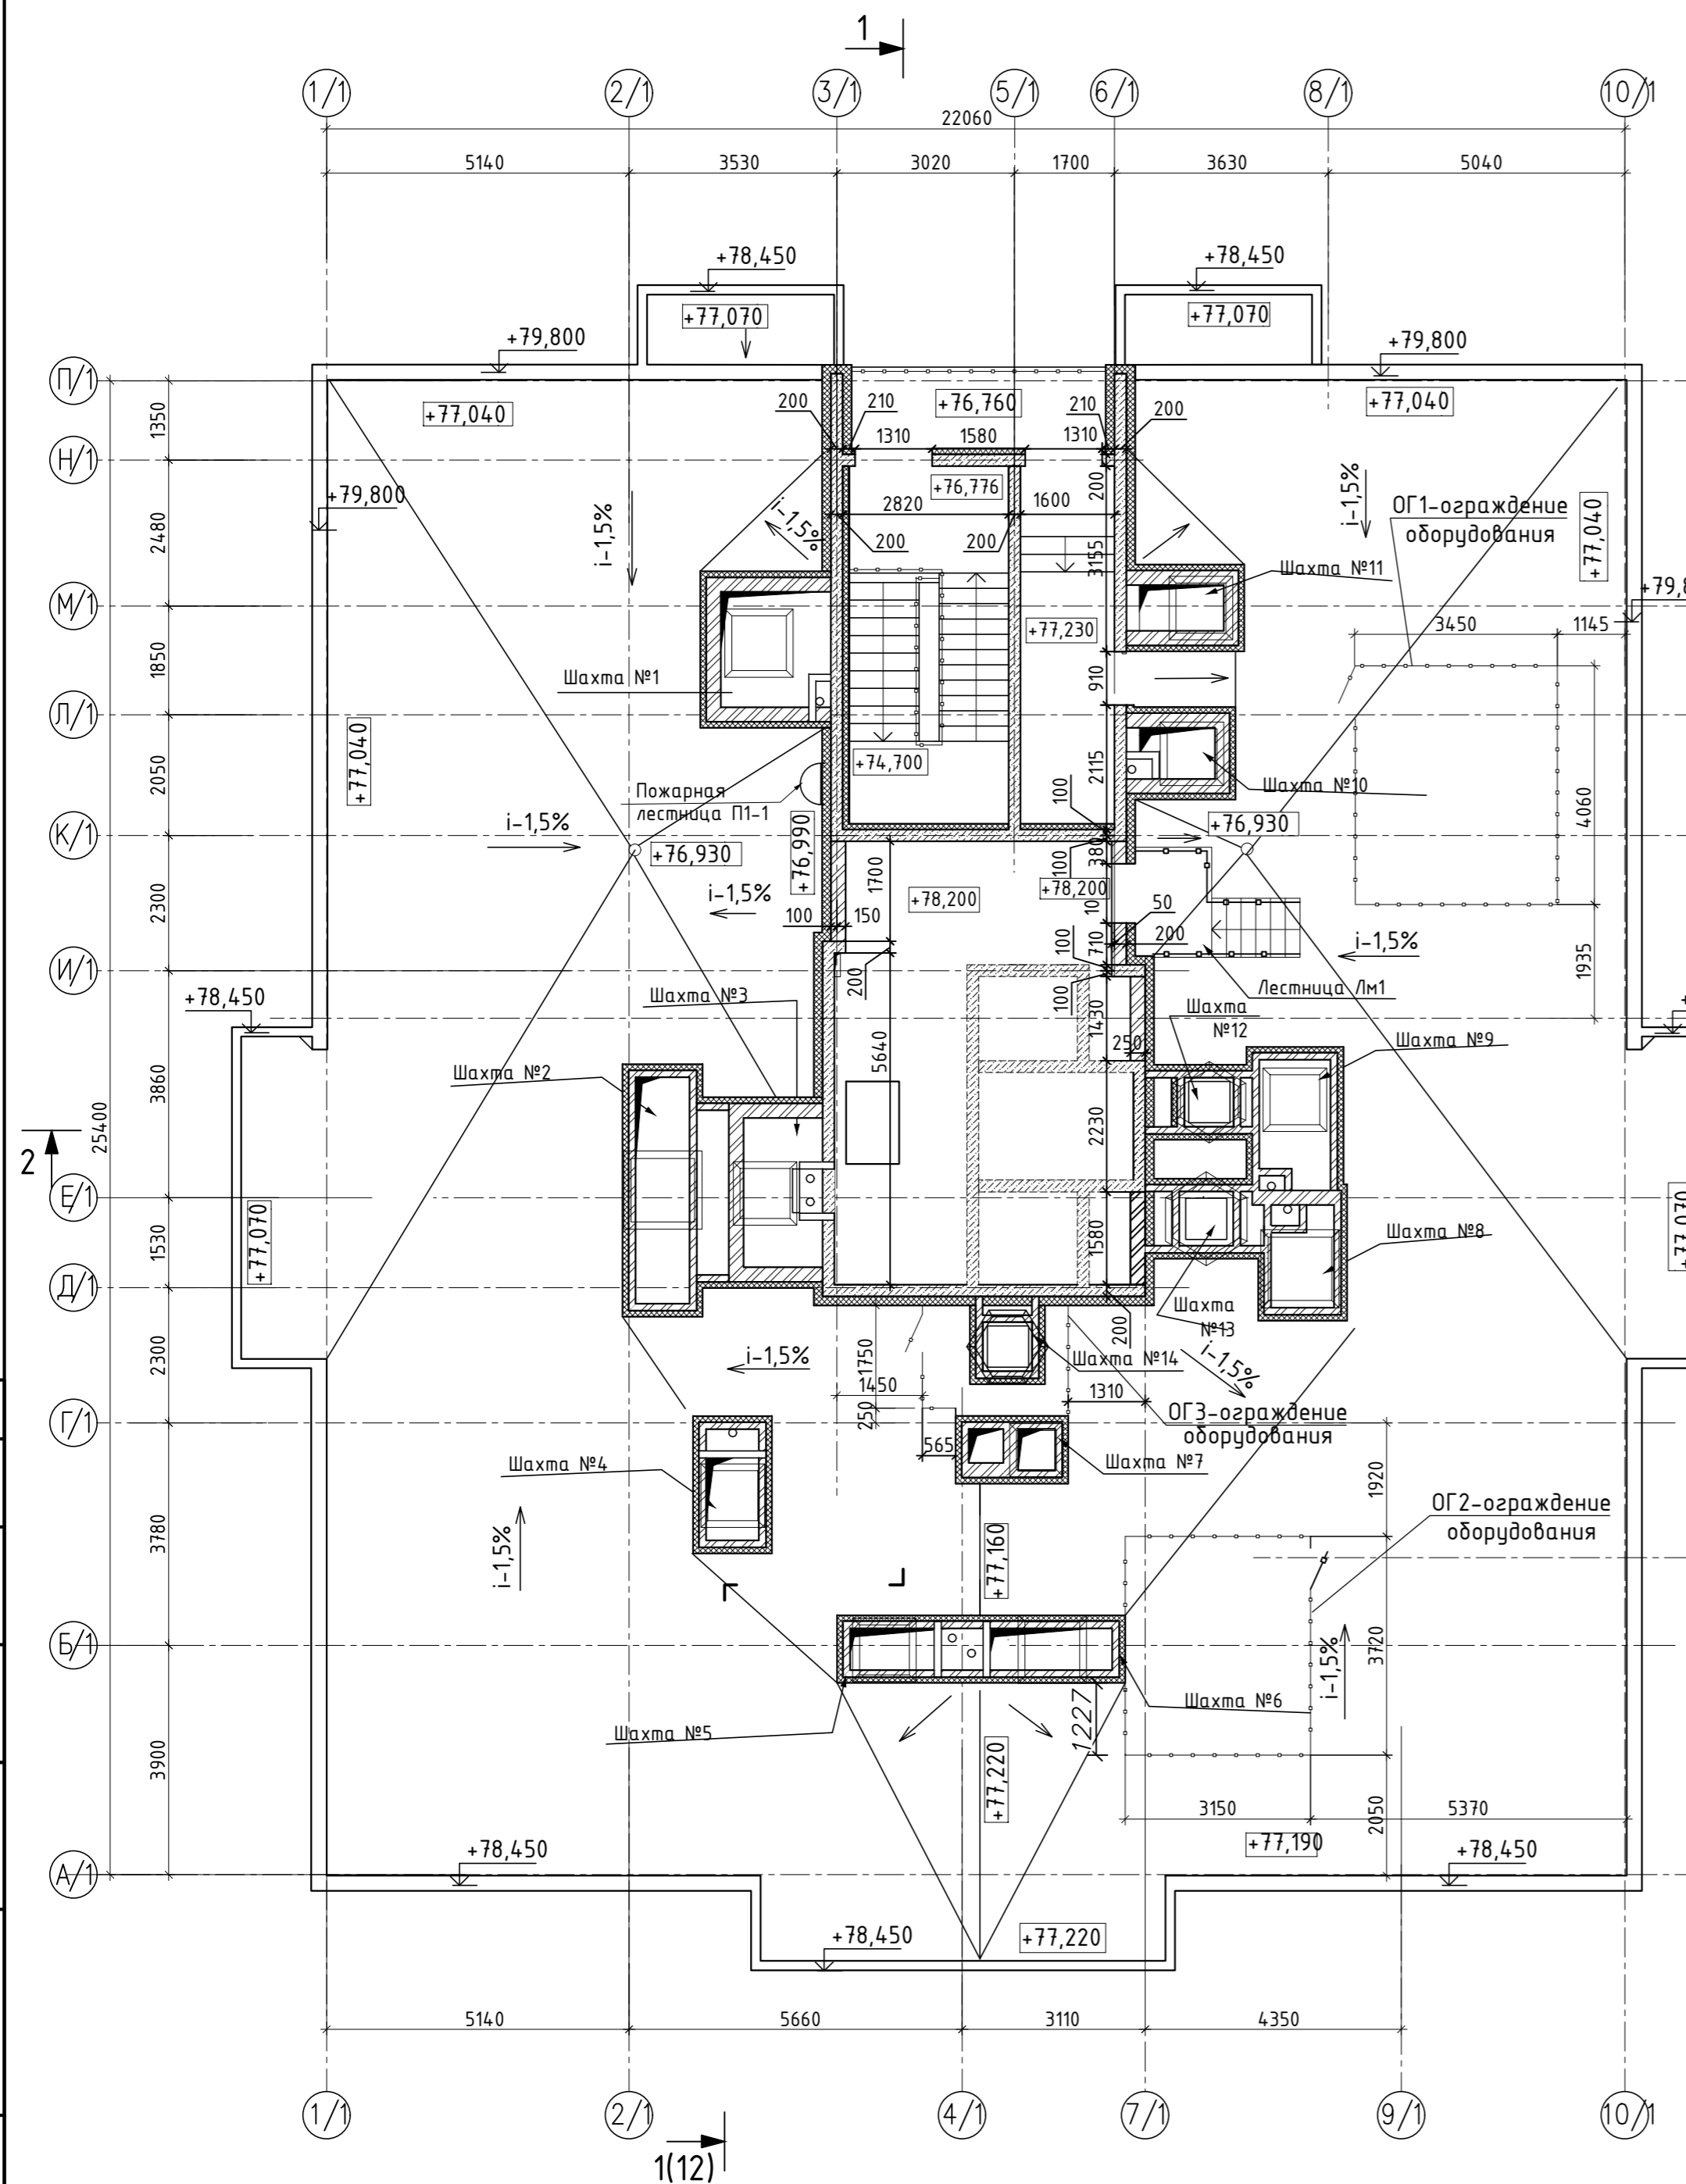 1
1/1
2/1
3/1
5/1
6/1
8/1
10/1
22060
5140
3530
3020
1700
3630
5040
+78,450
+78,450
+77,070
+77,070
+79,800
+79,800
П/1
+77,040
200
210
+76,760
210
200
+77,040
1350
1310
1580
1310
Н/1
+79,800
+76,776
200
i-1,5%
ОГ1-ограждение
оборудования
+77,040
2480
i-1,5%
i-1,5%
2820
1600
200
200
3155
Шахта №11
М/1
+77,230
3450
1145
1850
Шахта №1
910
Л/1
+77,040
+74,700
2115
Шахта №10
2050
Пожарная
лестница П1-1
100
4060
К/1
i-1,5%
+76,930
+76,990
+76,930
380
100
1700
+78,200
+78,200
2300
i-1,5%
100
150
10
50
710
200
100
i-1,5%
1935
И/1
200
100
Лестница Лм1
+78,450
Шахта №3
1430
Шахта
№12
250
Шахта №9
5640
3860
Шахта №2
25400
2230
2
Е/1
+77,070
1580
Шахта №8
+77,070
1530
Д/1
Шахта
№13
200
2300
i-1,5%
1750
Шахта №14
i-1,5%
1450
1310
Г/1
250
565
ОГ3-ограждение
оборудования
Шахта №4
Шахта №7
1920
ОГ2-ограждение
оборудования
3780
i-1,5%
+77,160
Б/1
3720
i-1,5%
Шахта №6
Шахта №5
1227
3900
+77,220
3150
5370
2050
+77,190
+78,450
+78,450
А/1
+78,450
+77,220
5140
5660
3110
4350
1/1
2/1
4/1
7/1
9/1
10/1
1(12)